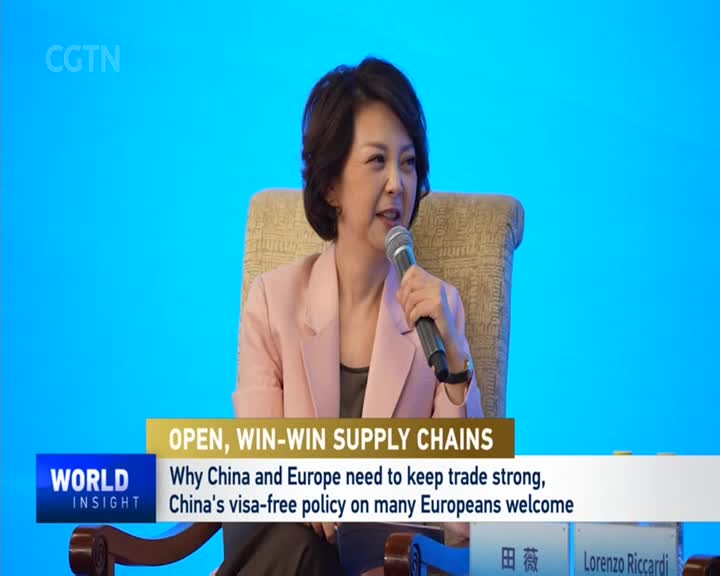 CGTN
OPEN, WIN-WIN SUPPLY CHAINS
WORLD
INSIGHT
Why China and Europe need to keep trade strong,
China's visa-free policy on many Europeans welcome
田 薇
Lorenzo Riccardi